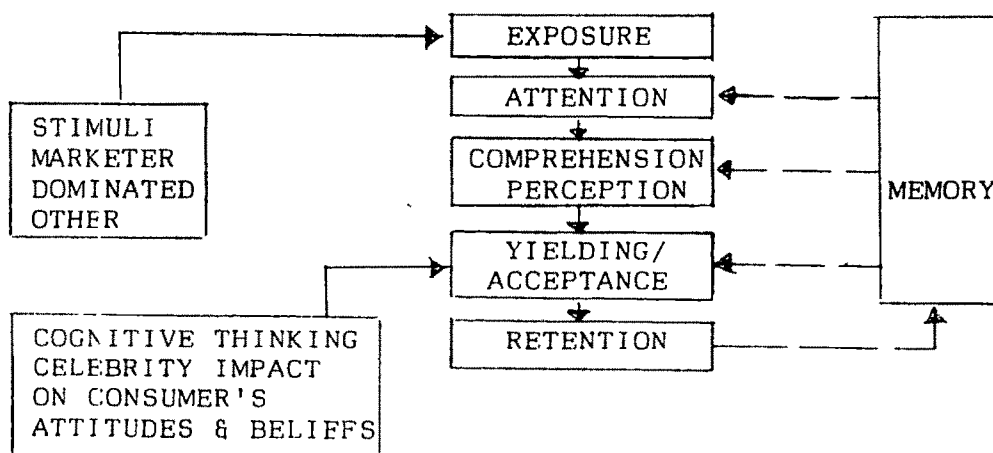 EXPOSURE
ATTENTION
STIMULI
MARKETER
DOMINATED
OTHER
COMPREHENSION
PERCEPTION
MEMORY
YIELDING/
ACCEPTANCE
RETENTION
COGNITIVE THINKING
CELEBRITY IMPACT
ON CONSUMER'S
ATTITUDES & BELIEFS